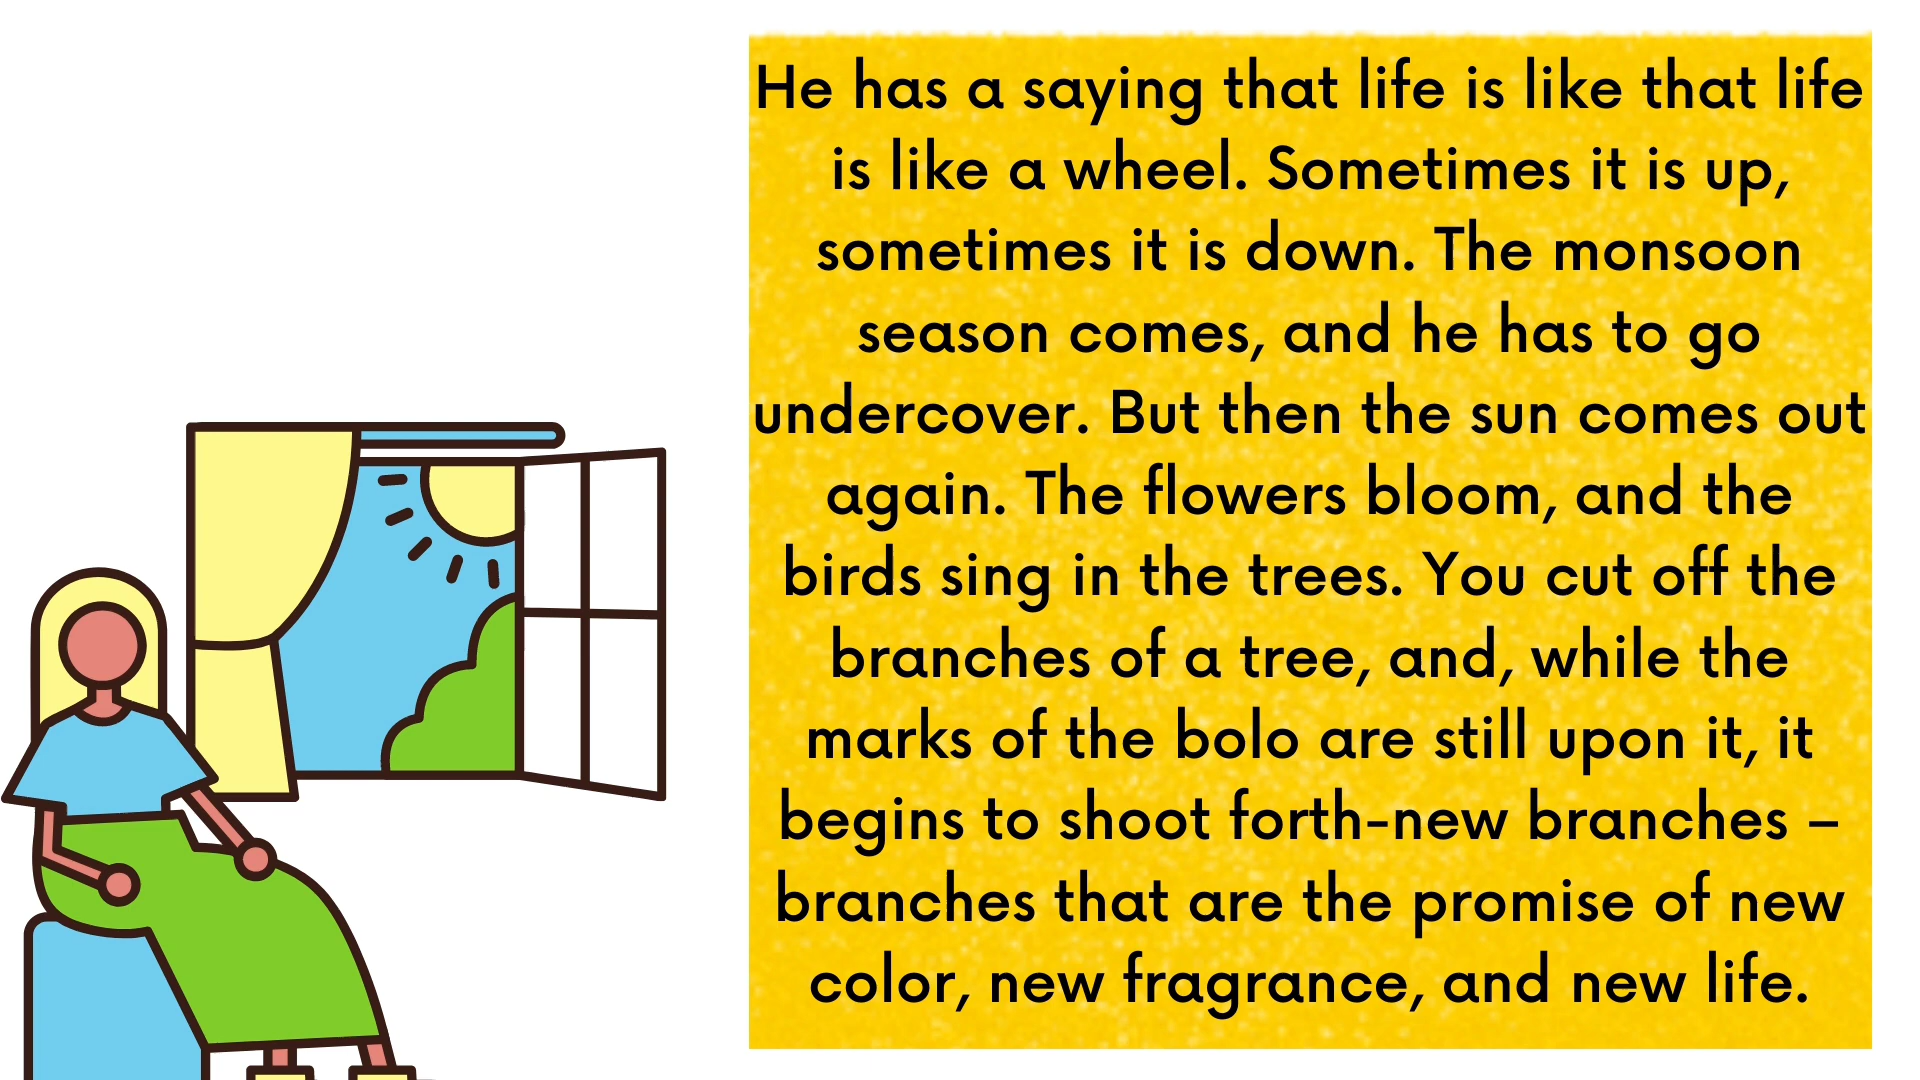 He has a saying that life is like that life
is like a wheel. Sometimes it is up,
sometimes it is down. The monsoon
season comes, and he has to go
undercover. But then the sun comes out
again. The flowers bloom, and the
birds sing in the trees. You cut off the
branches of a tree, and, while the
marks of the bolo are still upon it, it
begins to shoot forth-new branches –
branches that are the promise of new
color, new fragrance, and new life.